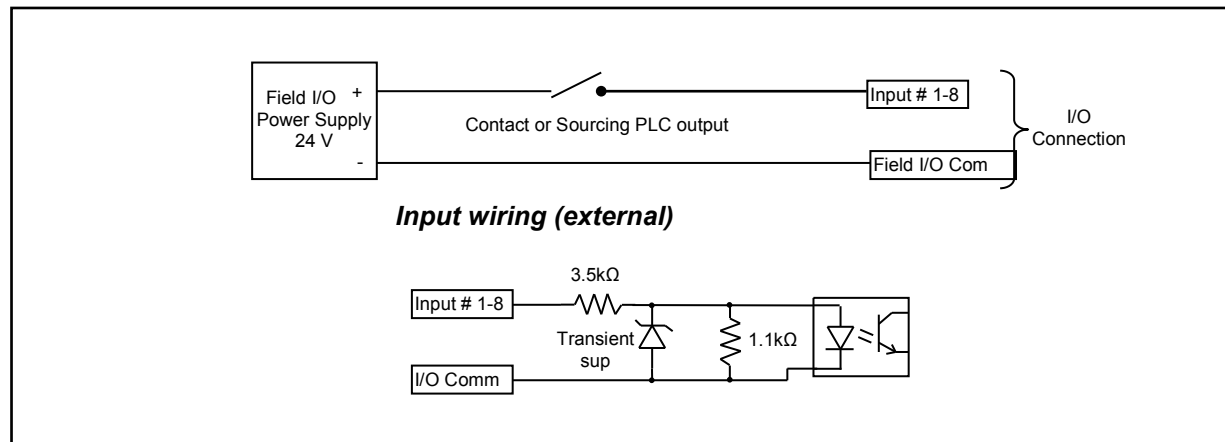 Field I/O +
Power Supply
24 V
-
Contact or Sourcing PLC output
Input # 1-8
Field I/O Com
I/O
Connection
Input wiring (external)
3.5kΩ
Input # 1-8
Transient
sup
1.1kΩ
I/O Comm